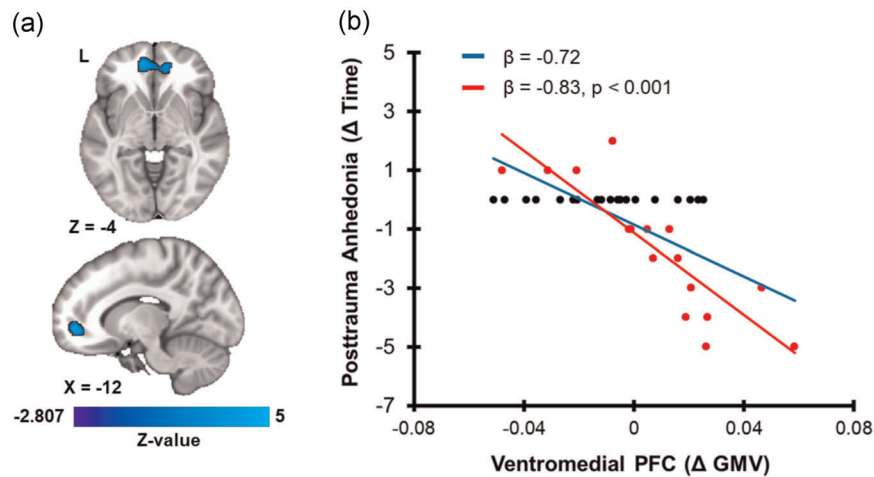 (a)
L
Z = -4
X = -12
-2.807
5
Z-value
(b)
Posttrauma Anhedonia (Δ Time)
5
3
1
-1
-3
-5
-7
β = -0.72
β = -0.83, p < 0.001
-0.08
-0.04
0
0.04
0.08
Ventromedial PFC (Δ GMV)